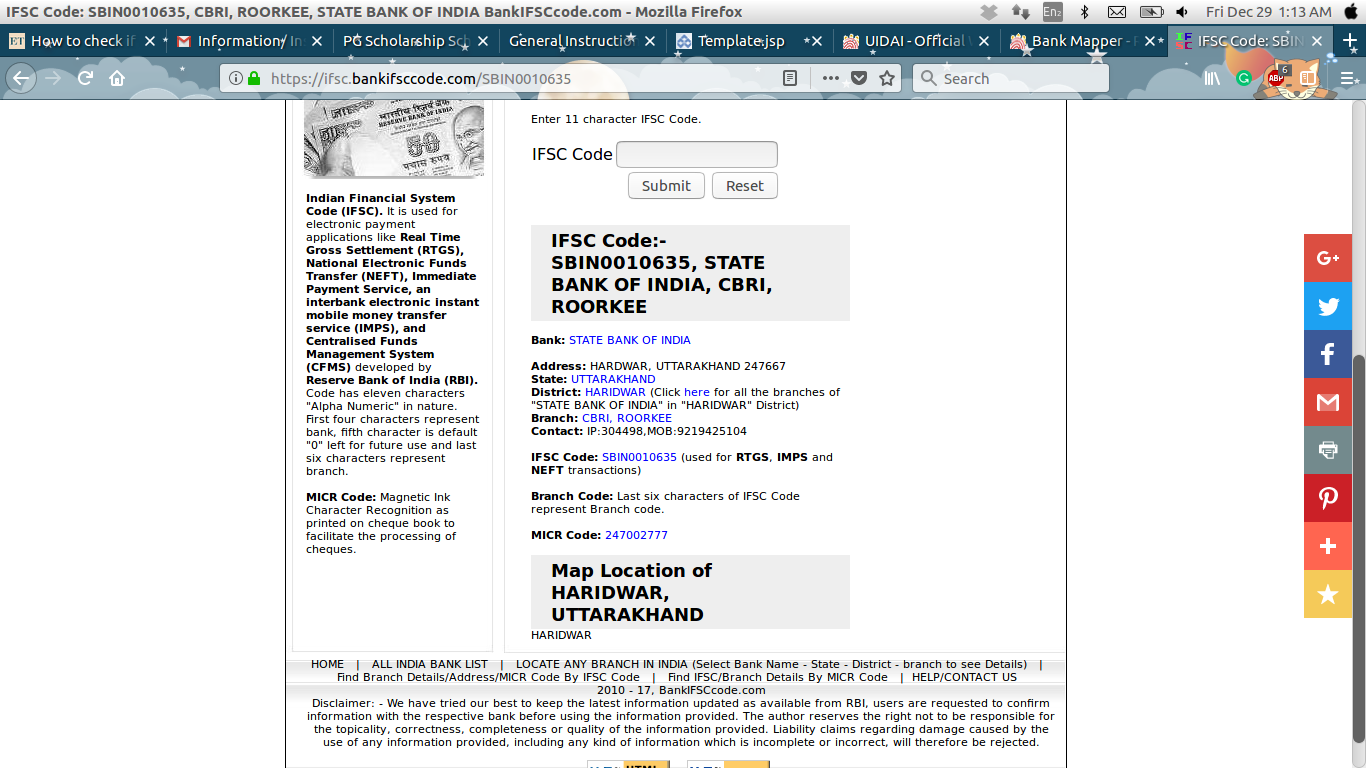 IFSC Code: SBIN0010635, CBRI, ROORKEE, STATE BANK OF INDIA BankIFSCcode.com - Mozilla Firefox
En2
Fri Dec 29 1:13 AM
How to check if
Information/ In
PG Scholarship Sch
General Instructio
Template.jsp
UIDAI - Official
Bank Mapper -
IFSC Code: SBIN
https://ifsc.bankifsccode.com/SBIN0010635
Search
ABP
6
भारतीय रिज़र्व बैंक
RESERVE BANK OF INDIA
50
पचास रुपये
Indian Financial System
Code (IFSC). It is used for
electronic payment
applications like Real Time
Gross Settlement (RTGS),
National Electronic Funds
Transfer (NEFT), Immediate
Payment Service, an
interbank electronic instant
mobile money transfer
service (IMPS), and
Centralised Funds
Management System
(CFMS) developed by
Reserve Bank of India (RBI).
Code has eleven characters
"Alpha Numeric" in nature.
First four characters represent
bank, fifth character is default
"0" left for future use and last
six characters represent
branch.
MICR Code: Magnetic Ink
Character Recognition as
printed on cheque book to
facilitate the processing of
cheques.
Enter 11 character IFSC Code.
IFSC Code
Submit Reset
IFSC Code:-
SBIN0010635, STATE
BANK OF INDIA, CBRI,
ROORKEE
Bank: STATE BANK OF INDIA
Address: HARDWAR, UTTARAKHAND 247667
State: UTTARAKHAND
District: HARIDWAR (Click here for all the branches of
"STATE BANK OF INDIA" in "HARIDWAR" District)
Branch: CBRI, ROORKEE
Contact: IP:304498,MOB:9219425104
IFSC Code: SBIN0010635 (used for RTGS, IMPS and
NEFT transactions)
Branch Code: Last six characters of IFSC Code
represent Branch code.
MICR Code: 247002777
Map Location of
HARIDWAR,
UTTARAKHAND
HARIDWAR
G+
HOME | ALL INDIA BANK LIST | LOCATE ANY BRANCH IN INDIA (Select Bank Name - State - District - branch to see Details) |
Find Branch Details/Address/MICR Code By IFSC Code | Find IFSC/Branch Details By MICR Code | HELP/CONTACT US
2010 - 17, BankIFSCcode.com
Disclaimer: - We have tried our best to keep the latest information updated as available from RBI, users are requested to confirm
information with the respective bank before using the information provided. The author reserves the right not to be responsible for
the topicality, correctness, completeness or quality of the information provided. Liability claims regarding damage caused by the
use of any information provided, including any kind of information which is incomplete or incorrect, will therefore be rejected.